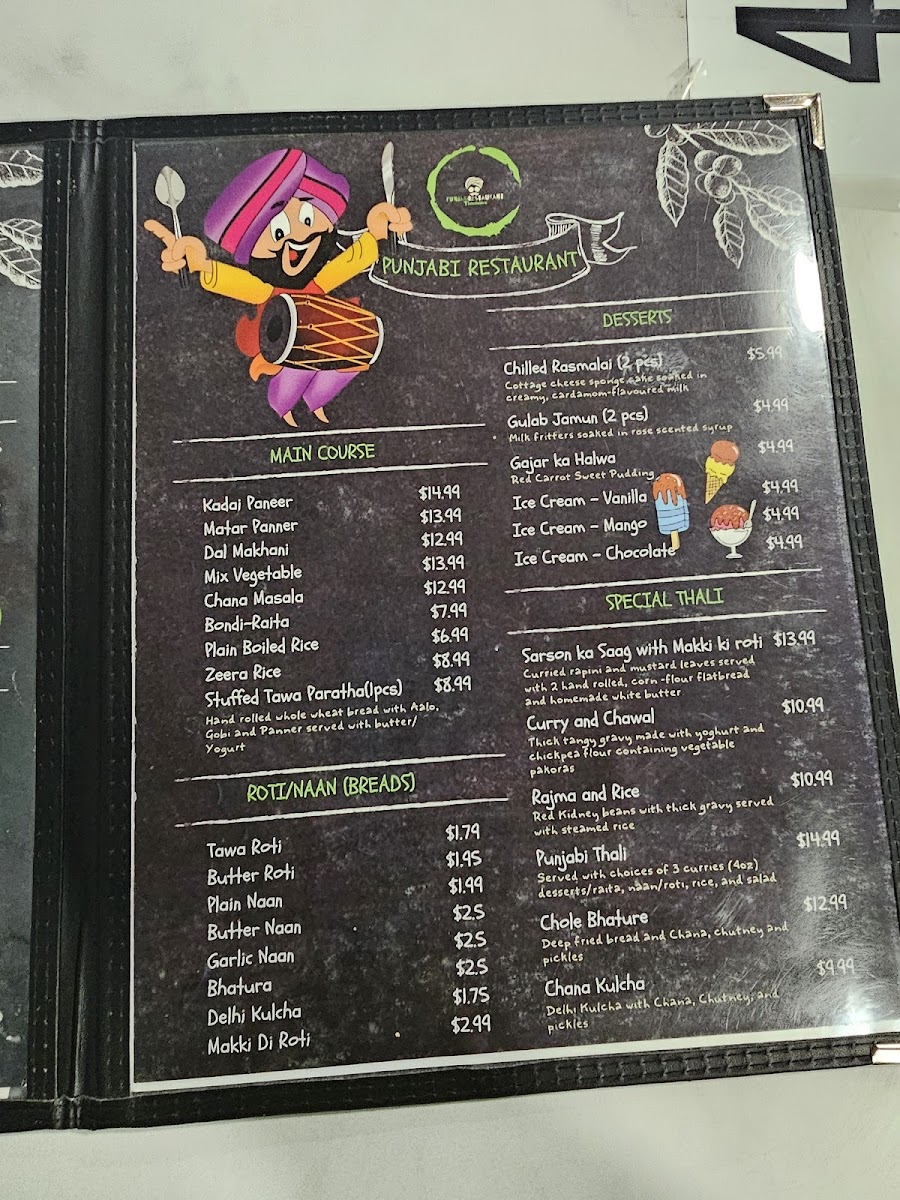 4
PUNJABI RESTAURANT
MAIN COURSE
Kadai Paneer $14.99
Matar Panner $13.99
Dal Makhani $12.99
Mix Vegetable $13.99
Chana Masala $12.99
Bondi-Raita $7.99
Plain Boiled Rice $6.99
Zeera Rice $8.99
Stuffed Tawa Paratha(1pcs) $8.99
Hand rolled whole wheat bread with Aalo,
Gobi and Panner served with butter/
Yogurt
ROTI/NAAN (BREADS)
Tawa Roti $1.79
Butter Roti $1.95
Plain Naan $1.99
Butter Naan $2.5
Garlic Naan $2.5
Bhatura $2.5
Delhi Kulcha $1.75
Makki Di Roti $2.99
DESSERTS
Chilled Rasmalai (2 pcs) $5.99
Cottage cheese sponge cake soaked in
creamy, cardamom-flavoured milk
Gulab Jamun (2 pcs) $4.99
Milk fritters soaked in rose scented syrup
Gajar ka Halwa $4.99
Red Carrot Sweet Pudding
Ice Cream - Vanilla $4.99
Ice Cream - Mango $4.99
Ice Cream - Chocolate $4.99
SPECIAL THALI
Sarson ka Saag with Makki ki roti $13.99
Curried rapini and mustard leaves served
with 2 hand rolled, corn -flour flatbread
and homemade white butter
Curry and Chawal $10.99
Thick tangy gravy made with yoghurt and
chickpea flour containing vegetable
pakoras
Rajma and Rice $10.99
Red Kidney beans with thick gravy served
with steamed rice
Punjabi Thali $14.99
Served with choices of 3 curries (4oz)
desserts/raita, naan/roti, rice, and salad
Chole Bhature $12.99
Deep fried bread and Chana, chutney and
pickles
Chana Kulcha $9.99
Delhi Kulcha with Chana, Chutney, and
pickles